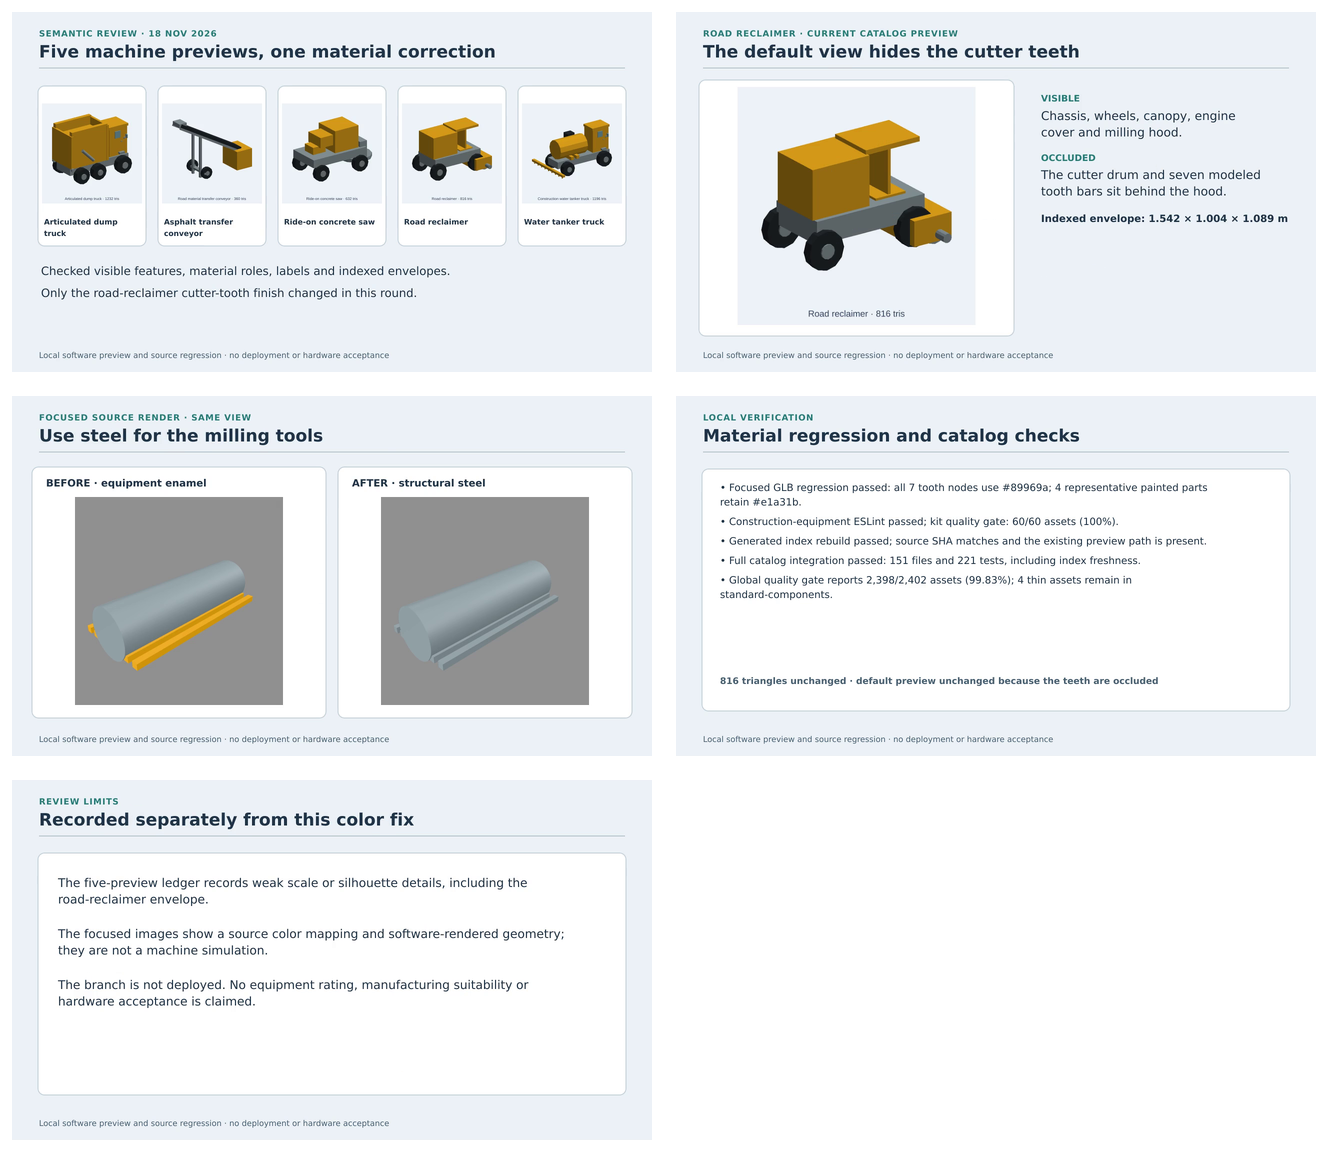 SEMANTIC REVIEW · 18 NOV 2026
Five machine previews, one material correction
Articulated dump truck · 1232 tris
Road material transfer conveyor · 380 tris
Road reclaimer · 816 tris
Articulated dump
truck
Asphalt transfer
conveyor
Ride-on concrete saw
Road reclaimer
Water tanker truck
Checked visible features, material roles, labels and indexed envelopes.
Only the road-reclaimer cutter-tooth finish changed in this round.
Local software preview and source regression · no deployment or hardware acceptance
ROAD RECLAIMER · CURRENT CATALOG PREVIEW
The default view hides the cutter teeth
Road reclaimer · 816 tris
VISIBLE
Chassis, wheels, canopy, engine
cover and milling hood.
OCCLUDED
The cutter drum and seven modeled
tooth bars sit behind the hood.
Indexed envelope: 1.542 × 1.004 × 1.089 m
Local software preview and source regression · no deployment or hardware acceptance
FOCUSED SOURCE RENDER · SAME VIEW
Use steel for the milling tools
BEFORE · equipment enamel
AFTER · structural steel
Local software preview and source regression · no deployment or hardware acceptance
LOCAL VERIFICATION
Material regression and catalog checks
• Focused GLB regression passed: all 7 tooth nodes use #89969a; 4 representative painted parts
retain #e1a31b.
• Construction-equipment ESLint passed; kit quality gate: 60/60 assets (100%).
• Generated index rebuild passed; source SHA matches and the existing preview path is present.
• Full catalog integration passed: 151 files and 221 tests, including index freshness.
• Global quality gate reports 2,398/2,402 assets (99.83%); 4 thin assets remain in
standard-components.
816 triangles unchanged · default preview unchanged because the teeth are occluded
Local software preview and source regression · no deployment or hardware acceptance
REVIEW LIMITS
Recorded separately from this color fix
The five-preview ledger records weak scale or silhouette details, including the
road-reclaimer envelope.
The focused images show a source color mapping and software-rendered geometry;
they are not a machine simulation.
The branch is not deployed. No equipment rating, manufacturing suitability or
hardware acceptance is claimed.
Local software preview and source regression · no deployment or hardware acceptance